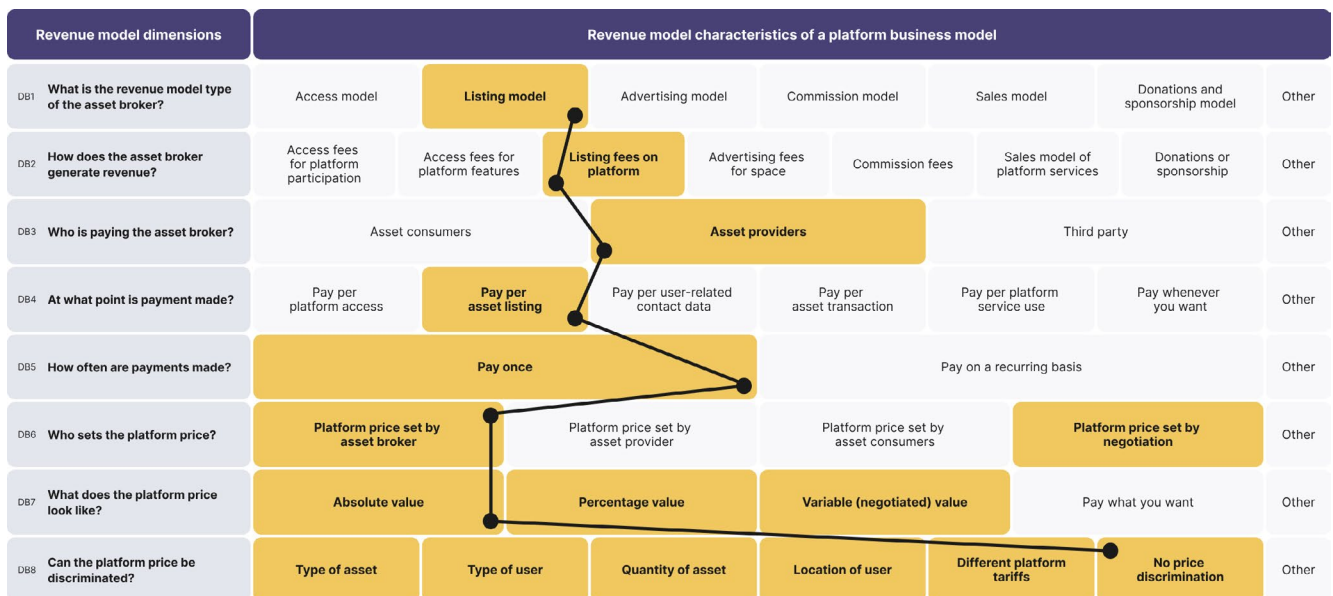 Revenue model dimensions
Revenue model characteristics of a platform business model
DB1
What is the revenue model type
of the asset broker?
Access model
Listing model
Advertising model
Commission model
Sales model
Donations and
sponsorship model
Other
DB2
How does the asset broker
generate revenue?
Access fees
for platform
participation
Access fees for
platform features
Listing fees on
platform
Advertising fees
for space
Commission fees
Sales model of
platform services
Donations or
sponsorship
Other
DB3
Who is paying the asset broker?
Asset consumers
Asset providers
Third party
Other
DB4
At what point is payment made?
Pay per
platform access
Pay per
asset listing
Pay per user-related
contact data
Pay per
asset transaction
Pay per platform
service use
Pay whenever
you want
Other
DB5
How often are payments made?
Pay once
Pay on a recurring basis
Other
DB6
Who sets the platform price?
Platform price set by
asset broker
Platform price set by
asset provider
Platform price set by
asset consumers
Platform price set by
negotiation
Other
DB7
What does the platform price
look like?
Absolute value
Percentage value
Variable (negotiated) value
Pay what you want
Other
DB8
Can the platform price be
discriminated?
Type of asset
Type of user
Quantity of asset
Location of user
Different platform
tariffs
No price
discrimination
Other